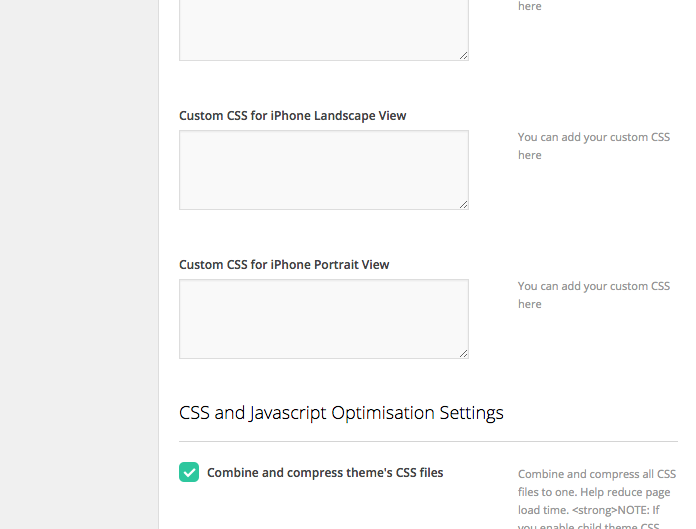 here
Custom CSS for iPhone Landscape View
You can add your custom CSS
here
Custom CSS for iPhone Portrait View
You can add your custom CSS
here
CSS and Javascript Optimisation Settings
Combine and compress theme's CSS files
Combine and compress all CSS
files to one. Help reduce page
load time. <strong>NOTE: If
you enable child theme CSS